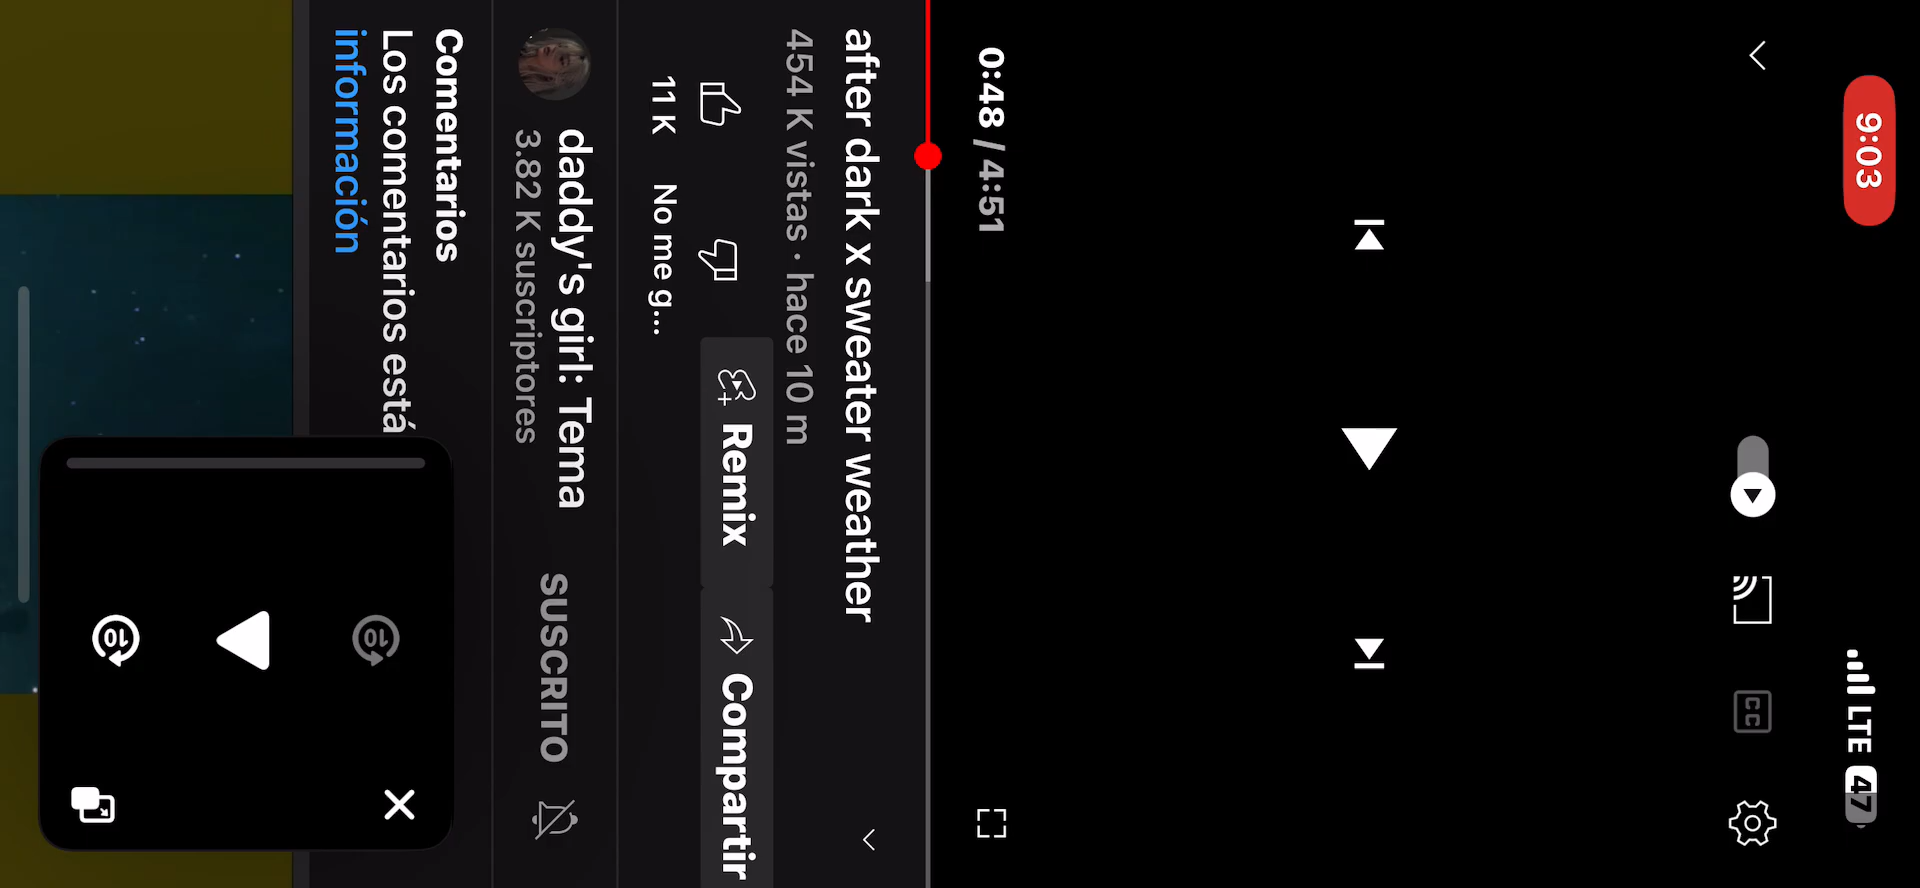 9:03
LTE 47
CC
0:48 / 4:51
after dark x sweater weather
454 K vistas · hace 10 m
11 K
No me g...
Remix
Compartir
daddy's girl: Tema
3.82 K suscriptores
SUSCRITO
Comentarios
Los comentarios está
información
10
10